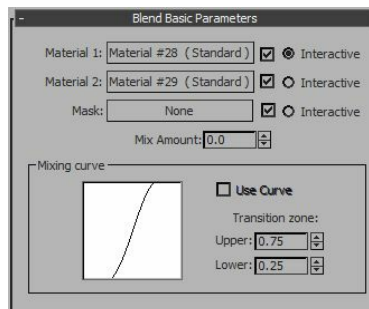 - Blend Basic Parameters
Material 1: Material #28 ( Standard ) Interactive
Material 2: Material #29 ( Standard ) Interactive
Mask: None Interactive
Mix Amount: 0.0
Mixing curve
Use Curve
Transition zone:
Upper: 0.75
Lower: 0.25